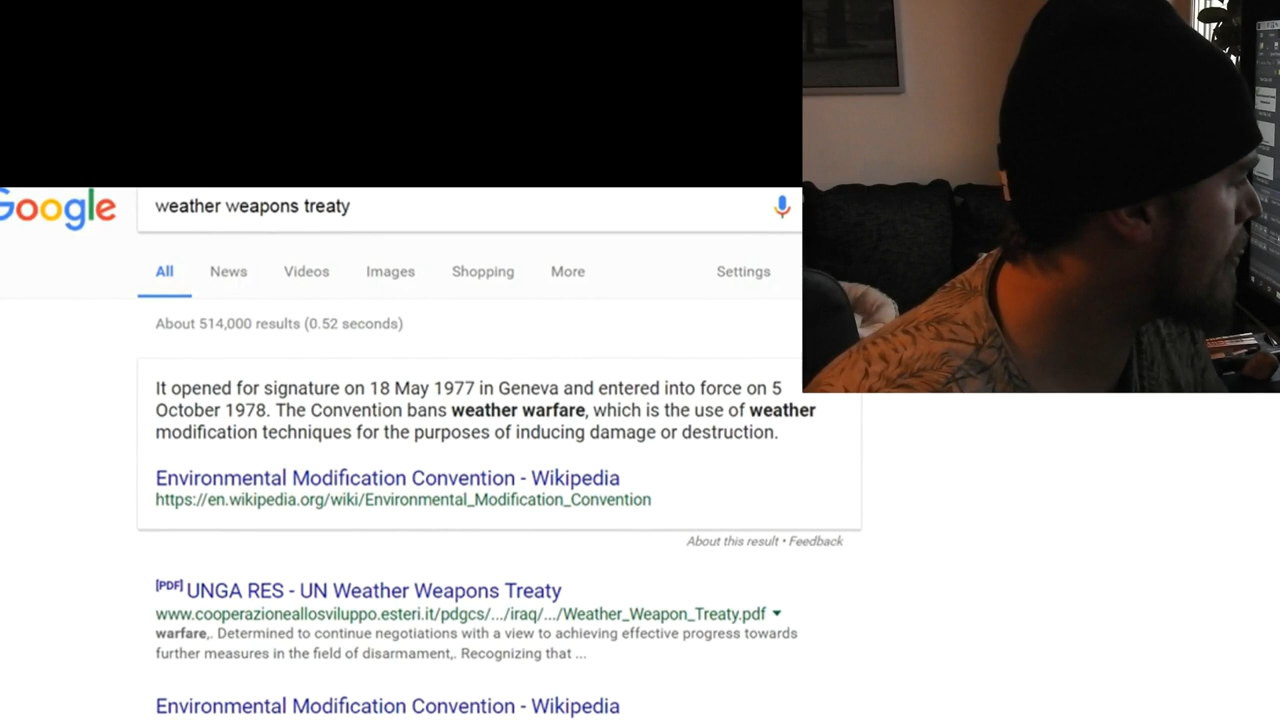 Google
weather weapons treaty
All News Videos Images Shopping More Settings
About 514,000 results (0.52 seconds)
It opened for signature on 18 May 1977 in Geneva and entered into force on 5
October 1978. The Convention bans weather warfare, which is the use of weather
modification techniques for the purposes of inducing damage or destruction.
Environmental Modification Convention - Wikipedia
https://en.wikipedia.org/wiki/Environmental_Modification_Convention
About this result • Feedback
[PDF] UNGA RES - UN Weather Weapons Treaty
www.cooperazioneallosviluppo.esteri.it/pdgcs/.../iraq/.../Weather_Weapon_Treaty.pdf
warfare,. Determined to continue negotiations with a view to achieving effective progress towards
further measures in the field of disarmament,. Recognizing that ...
Environmental Modification Convention - Wikipedia